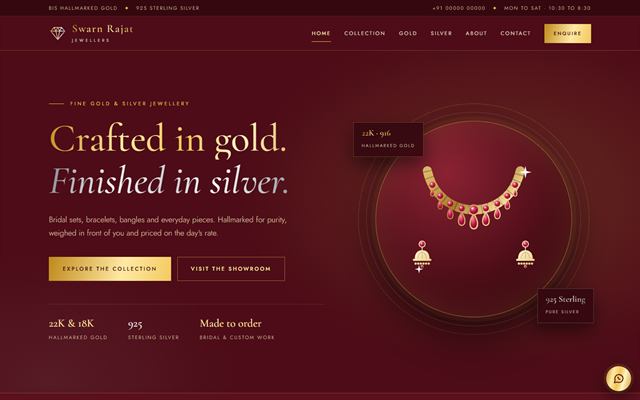 BIS HALLMARKED GOLD ◆ 925 STERLING SILVER
+91 00000 00000 ◆ MON TO SAT · 10:30 TO 8:30
Swarn Rajat
JEWELLERS
HOME COLLECTION GOLD SILVER ABOUT CONTACT ENQUIRE
FINE GOLD & SILVER JEWELLERY
Crafted in gold.
Finished in silver.
Bridal sets, bracelets, bangles and everyday pieces. Hallmarked for purity,
weighed in front of you and priced on the day's rate.
EXPLORE THE COLLECTION VISIT THE SHOWROOM
22K & 18K
HALLMARKED GOLD
925
STERLING SILVER
Made to order
BRIDAL & CUSTOM WORK
22K · 916
HALLMARKED GOLD
925 Sterling
PURE SILVER